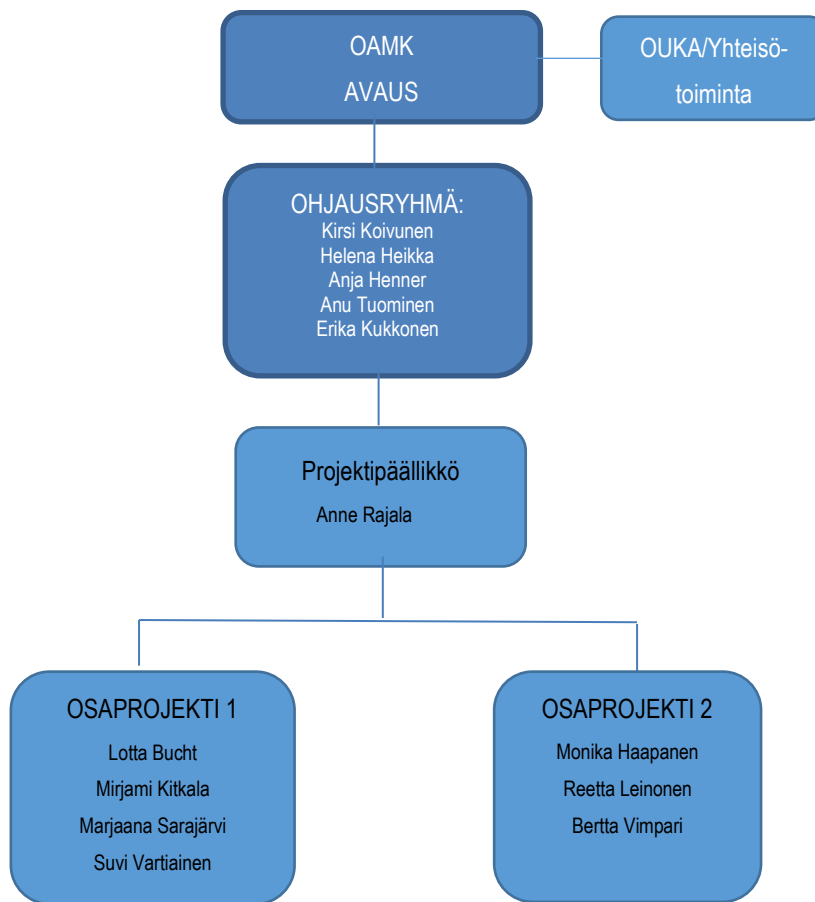 OAMK
AVAUS
OUKA/Yhteisö-
toiminta
OHJAUSRYHMÄ:
Kirsi Koivunen
Helena Heikka
Anja Henner
Anu Tuominen
Erika Kukkonen
Projektipäällikkö
Anne Rajala
OSAPROJEKTI 1
Lotta Bucht
Mirjami Kitkala
Marjaana Sarajärvi
Suvi Vartiainen
OSAPROJEKTI 2
Monika Haapanen
Reetta Leinonen
Bertta Vimpari